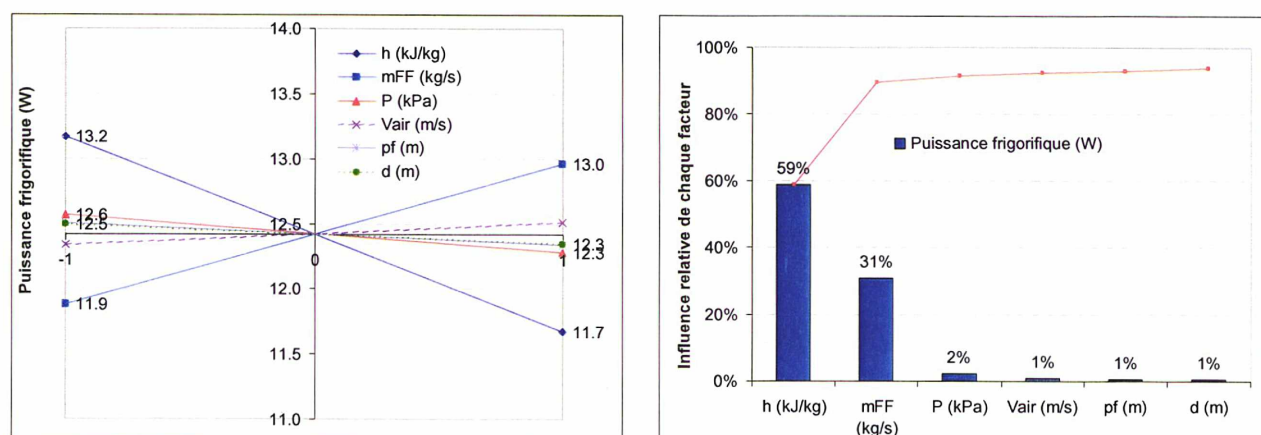 Puissance frigorifique (W)
14.0
13.5
13.0
12.5
12.0
11.5
11.0
-1
0
1
h (kJ/kg)
mFF (kg/s)
P (kPa)
Vair (m/s)
pf (m)
d (m)
13.2
12.6
12.5
11.9
13.0
12.3
12.3
11.7
Influence relative de chaque facteur
100%
80%
60%
40%
20%
0%
Puissance frigorifique (W)
59%
31%
2%
1%
1%
1%
h (kJ/kg)
mFF
(kg/s)
P (kPa)
Vair (m/s)
pf (m)
d (m)